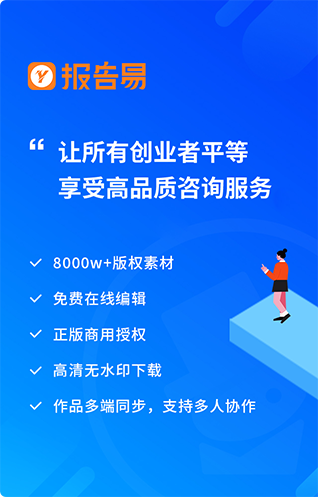 报告易
“
让所有创业者平等
享受高品质咨询服务
8000w+版权素材
免费在线编辑
正版商用授权
高清无水印下载
作品多端同步，支持多人协作